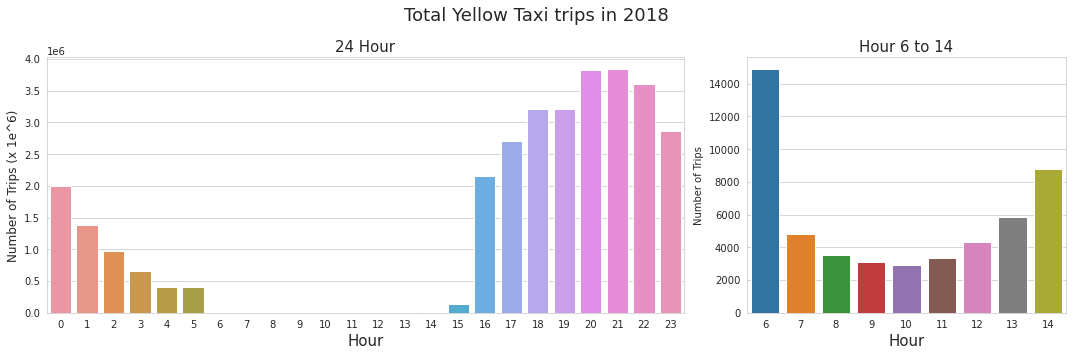 Total Yellow Taxi trips in 2018
24 Hour
1e6
Number of Trips (x 1e^6)
4.0
3.5
3.0
2.5
2.0
1.5
1.0
0.5
0.0
0 1 2 3 4 5 6 7 8 9 10 11 12 13 14 15 16 17 18 19 20 21 22 23
Hour
Hour 6 to 14
Number of Trips
14000
12000
10000
8000
6000
4000
2000
0
6 7 8 9 10 11 12 13 14
Hour